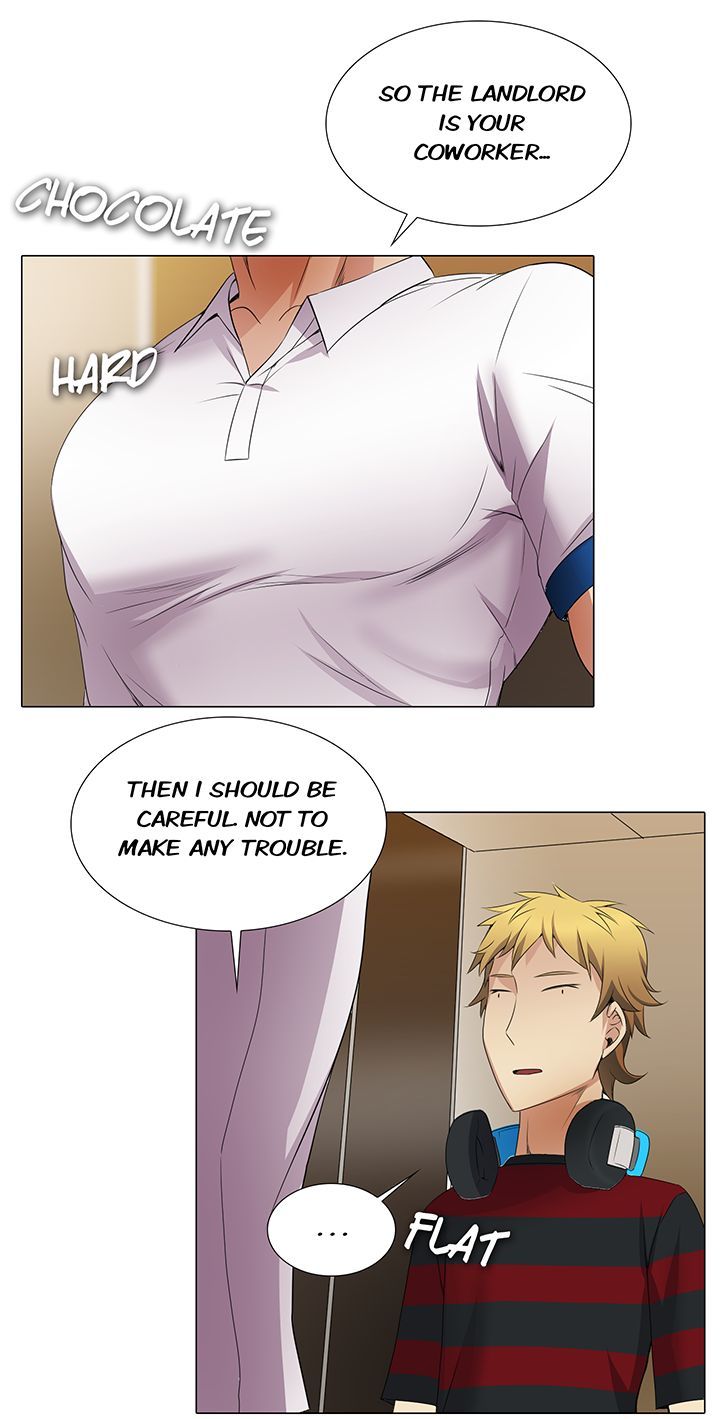 SO THE LANDLORD
IS YOUR
COWORKER...
CHOCOLATE
HARD
THEN I SHOULD BE
CAREFUL. NOT TO
MAKE ANY TROUBLE.
...
FLAT